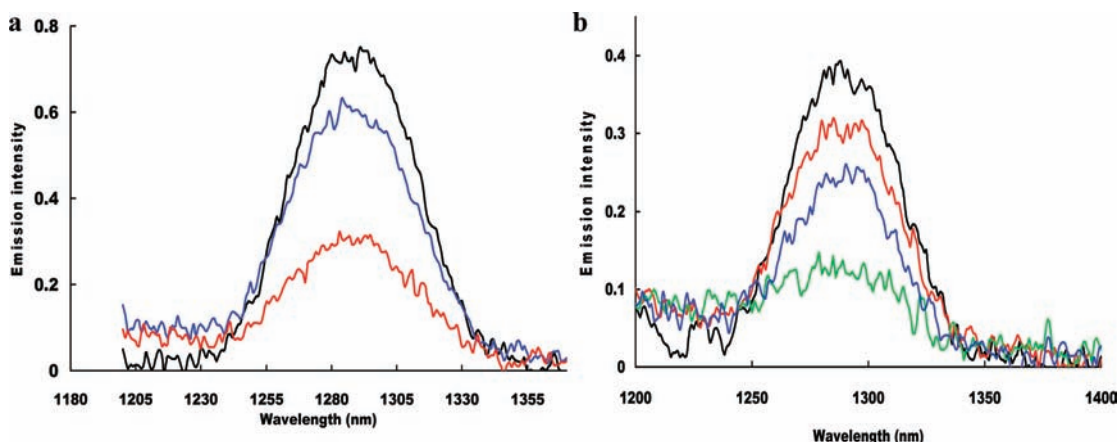 a
0.8
0.6
0.4
0.2
0
Emission intensity
1180 1205 1230 1255 1280 1305 1330 1355
Wavelength (nm)
b
0.4
0.3
0.2
0.1
0
Emission intensity
1200 1250 1300 1350 1400
Wavelength (nm)